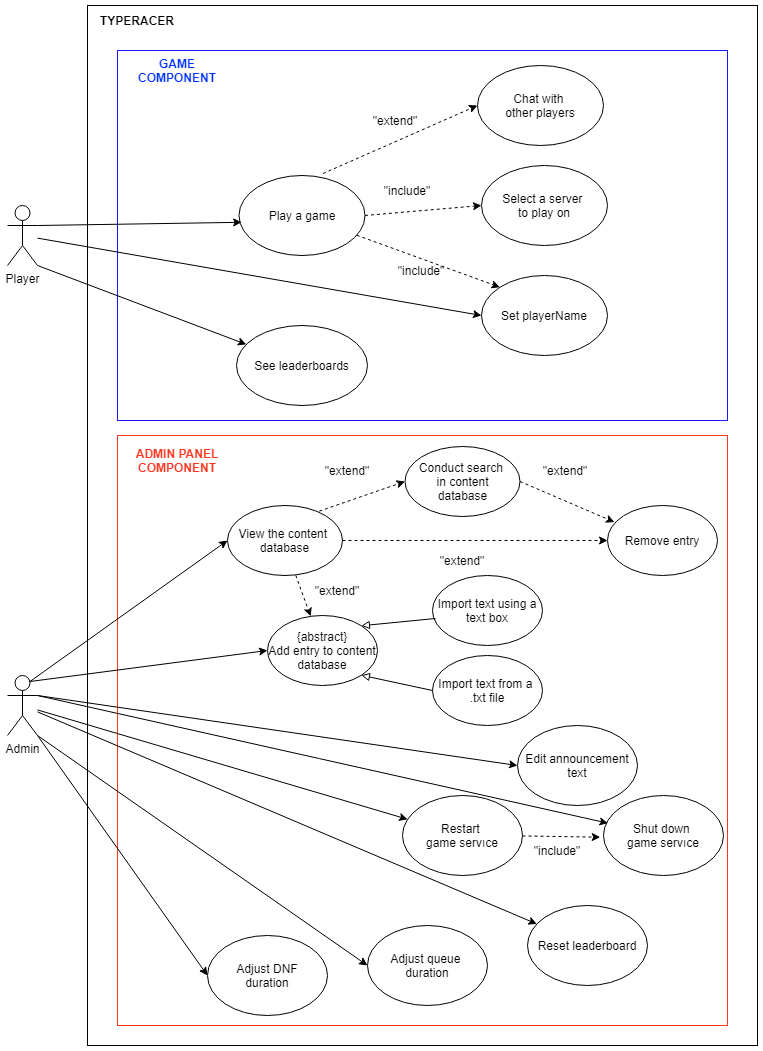 TYPERACER
GAME
COMPONENT
Chat with
other players
"extend"
Select a server
to play on
"include"
Play a game
"include"
Player
Set playerName
See leaderboards
ADMIN PANEL
COMPONENT
"extend"
Conduct search
in content
database
"extend"
View the content
database
Remove entry
"extend"
"extend"
Import text using a
text box
{abstract}
Add entry to content
database
Import text from a
.txt file
Admin
Edit announcement
text
Restart
game service
"include"
Shut down
game service
Reset leaderboard
Adjust queue
duration
Adjust DNF
duration